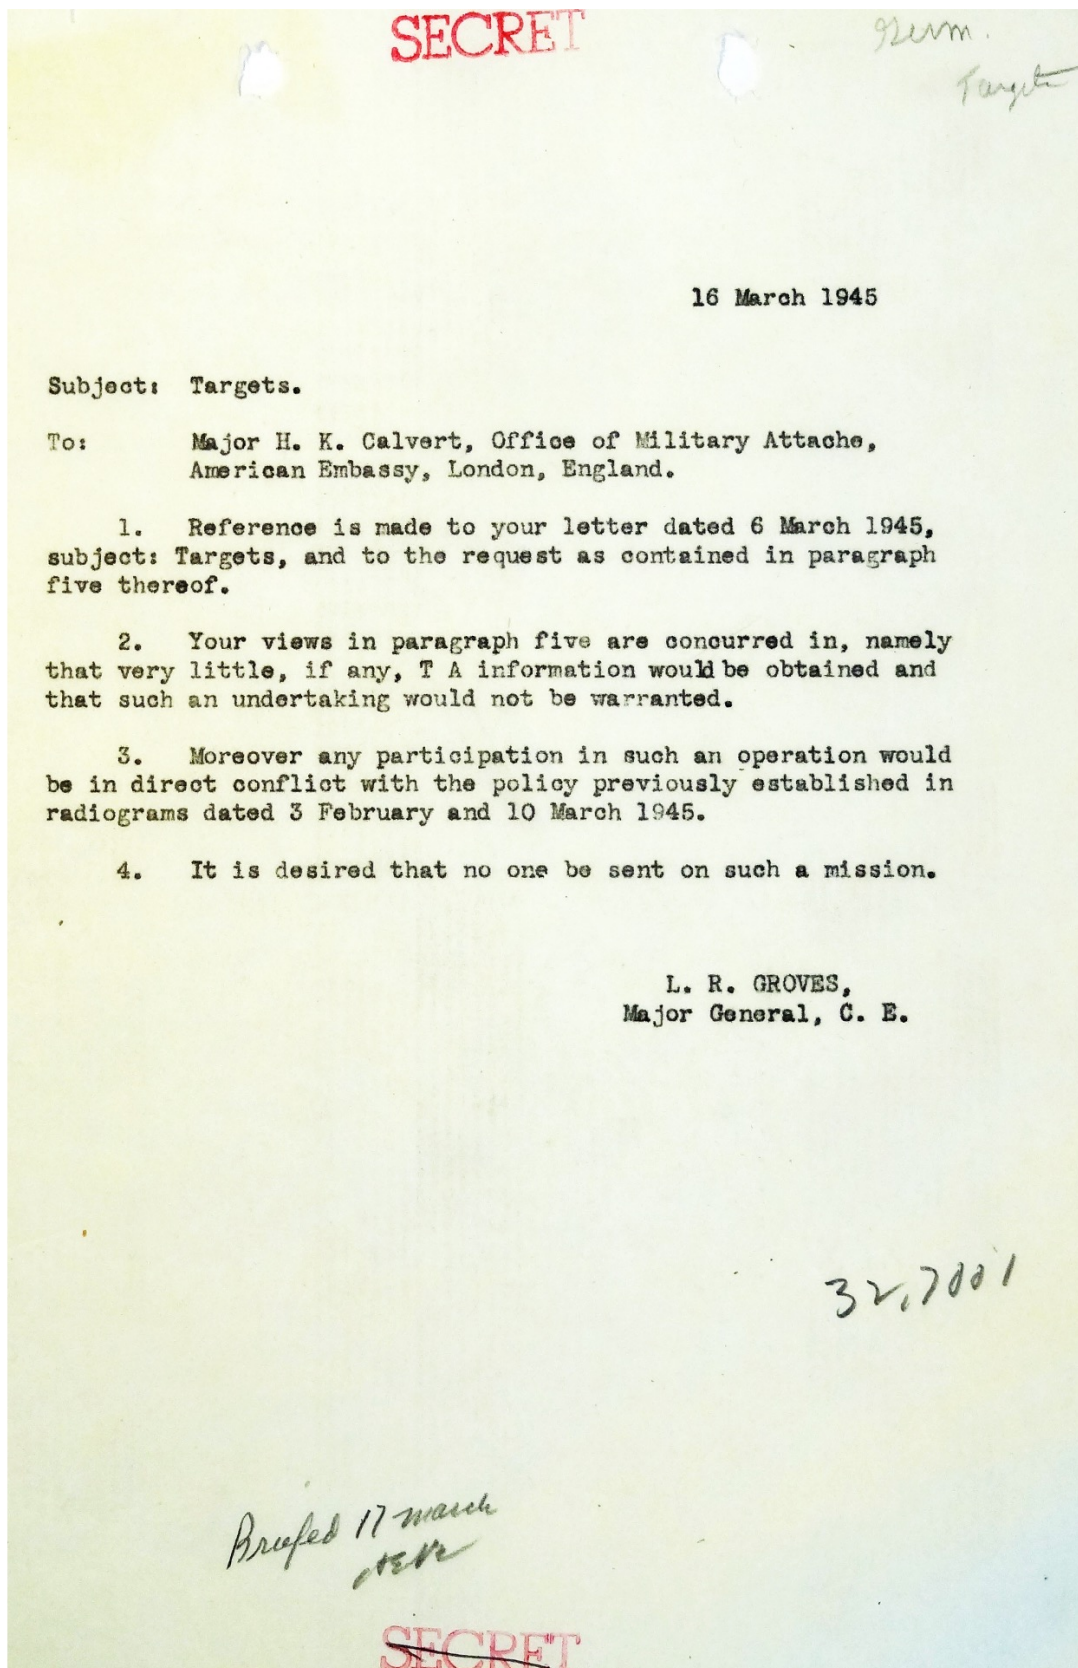 SECRET
Germ.
Targets
16 March 1945
Subject: Targets.
To: Major H. K. Calvert, Office of Military Attache,
American Embassy, London, England.
1. Reference is made to your letter dated 6 March 1945,
subject: Targets, and to the request as contained in paragraph
five thereof.
2. Your views in paragraph five are concurred in, namely
that very little, if any, T A information would be obtained and
that such an undertaking would not be warranted.
3. Moreover any participation in such an operation would
be in direct conflict with the policy previously established in
radiograms dated 3 February and 10 March 1945.
4. It is desired that no one be sent on such a mission.
L. R. GROVES,
Major General, C. E.
32,7001
Briefed 17 march
SECRET